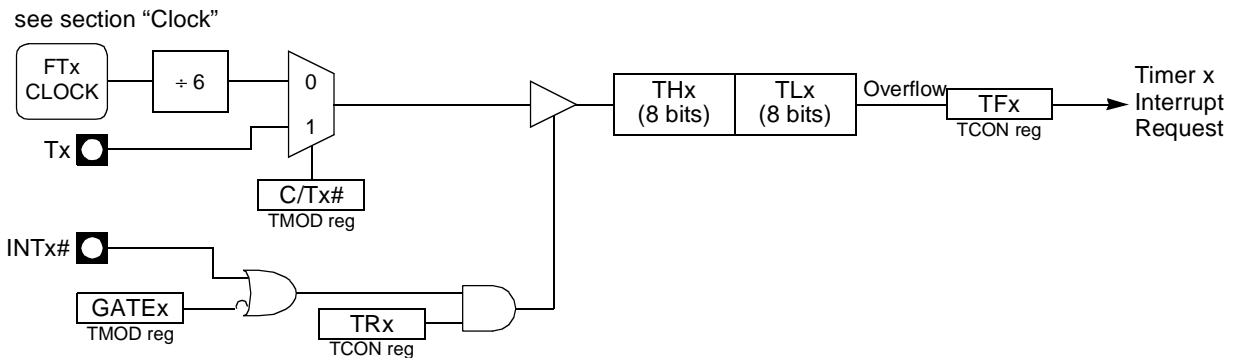 see section “Clock”
FTx
CLOCK
÷ 6
0
1
Tx
C/Tx#
TMOD reg
THx
(8 bits)
TLx
(8 bits)
Overflow
TFx
TCON reg
Timer x
Interrupt
Request
INTx#
GATEx
TMOD reg
TRx
TCON reg